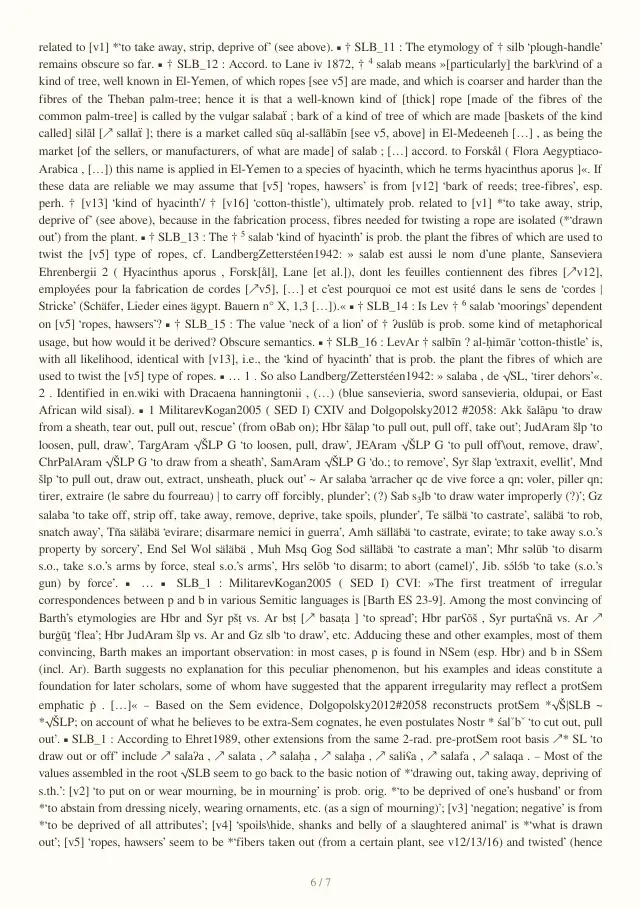 related to [v1] *‘to take away, strip, deprive of’ (see above). ▪ † SLB_11 : The etymology of † silb ‘plough-handle’
remains obscure so far. ▪ † SLB_12 : Accord. to Lane iv 1872, † ⁴ salab means »[particularly] the bark\rind of a
kind of tree, well known in El-Yemen, of which ropes [see v5] are made, and which is coarser and harder than the
fibres of the Theban palm-tree; hence it is that a well-known kind of [thick] rope [made of the fibres of the
common palm-tree] is called by the vulgar salabaẗ ; bark of a kind of tree of which are made [baskets of the kind
called] silāl [↗ sallaẗ ]; there is a market called sūq al-sallābīn [see v5, above] in El-Medeeneh […] , as being the
market [of the sellers, or manufacturers, of what are made] of salab ; […] accord. to Forskål ( Flora Aegyptiaco-
Arabica , […]) this name is applied in El-Yemen to a species of hyacinth, which he terms hyacinthus aporus ]«. If
these data are reliable we may assume that [v5] ‘ropes, hawsers’ is from [v12] ‘bark of reeds; tree-fibres’, esp.
perh. † [v13] ‘kind of hyacinth’/ † [v16] ‘cotton-thistle’), ultimately prob. related to [v1] *‘to take away, strip,
deprive of’ (see above), because in the fabrication process, fibres needed for twisting a rope are isolated (*‘drawn
out’) from the plant. ▪ † SLB_13 : The † ⁵ salab ‘kind of hyacinth’ is prob. the plant the fibres of which are used to
twist the [v5] type of ropes, cf. LandbergZetterstéen1942: » salab est aussi le nom d’une plante, Sanseviera
Ehrenbergii 2 ( Hyacinthus aporus , Forsk[ål], Lane [et al.]), dont les feuilles contiennent des fibres [↗v12],
employées pour la fabrication de cordes [↗v5], […] et c’est pourquoi ce mot est usité dans le sens de ‘cordes |
Stricke’ (Schäfer, Lieder eines ägypt. Bauern n° X, 1,3 […]).« ▪ † SLB_14 : Is Lev † ⁶ salab ‘moorings’ dependent
on [v5] ‘ropes, hawsers’? ▪ † SLB_15 : The value ‘neck of a lion’ of † ʔuslūb is prob. some kind of metaphorical
usage, but how would it be derived? Obscure semantics. ▪ † SLB_16 : LevAr † salbīn ? al-ḥimār ‘cotton-thistle’ is,
with all likelihood, identical with [v13], i.e., the ‘kind of hyacinth’ that is prob. the plant the fibres of which are
used to twist the [v5] type of ropes. ▪ … 1 . So also Landberg/Zetterstéen1942: » salaba , de √SL, ‘tirer dehors’«.
2 . Identified in en.wiki with Dracaena hanningtonii , (…) (blue sansevieria, sword sansevieria, oldupai, or East
African wild sisal). ▪ 1 MilitarevKogan2005 ( SED I) CXIV and Dolgopolsky2012 #2058: Akk šalāpu ‘to draw
from a sheath, tear out, pull out, rescue’ (from oBab on); Hbr šālap ‘to pull out, pull off, take out’; JudAram šlp ‘to
loosen, pull, draw’, TargAram √ŠLP G ‘to loosen, pull, draw’, JEAram √ŠLP G ‘to pull off\out, remove, draw’,
ChrPalAram √ŠLP G ‘to draw from a sheath’, SamAram √ŠLP G ‘do.; to remove’, Syr šlap ‘extraxit, evellit’, Mnd
šlp ‘to pull out, draw out, extract, unsheath, pluck out’ ~ Ar salaba ‘arracher qc de vive force a qn; voler, piller qn;
tirer, extraire (le sabre du fourreau) | to carry off forcibly, plunder’; (?) Sab s₃lb ‘to draw water improperly (?)’; Gz
salaba ‘to take off, strip off, take away, remove, deprive, take spoils, plunder’, Te sälbä ‘to castrate’, saläbä ‘to rob,
snatch away’, Tña säläbä ‘evirare; disarmare nemici in guerra’, Amh sälläbä ‘to castrate, evirate; to take away s.o.’s
property by sorcery’, End Sel Wol säläbä , Muh Msq Gog Sod sälläbä ‘to castrate a man’; Mhr səlūb ‘to disarm
s.o., take s.o.’s arms by force, steal s.o.’s arms’, Hrs selōb ‘to disarm; to abort (camel)’, Jib. sɔ́lɔ́b ‘to take (s.o.’s
gun) by force’. ▪ … ▪ SLB_1 : MilitarevKogan2005 ( SED I) CVI: »The first treatment of irregular
correspondences between p and b in various Semitic languages is [Barth ES 23-9]. Among the most convincing of
Barth’s etymologies are Hbr and Syr pšṭ vs. Ar bsṭ [↗ basaṭa ] ‘to spread’; Hbr parʕōš , Syr purtaʕnā vs. Ar ↗
burġūṯ ‘flea’; Hbr JudAram šlp vs. Ar and Gz slb ‘to draw’, etc. Adducing these and other examples, most of them
convincing, Barth makes an important observation: in most cases, p is found in NSem (esp. Hbr) and b in SSem
(incl. Ar). Barth suggests no explanation for this peculiar phenomenon, but his examples and ideas constitute a
foundation for later scholars, some of whom have suggested that the apparent irregularity may reflect a protSem
emphatic ṗ . […]« – Based on the Sem evidence, Dolgopolsky2012#2058 reconstructs protSem *√Š|SLB ~
*√ŠLP; on account of what he believes to be extra-Sem cognates, he even postulates Nostr * śalˇbˇ ‘to cut out, pull
out’. ▪ SLB_1 : According to Ehret1989, other extensions from the same 2-rad. pre-protSem root basis ↗* SL ‘to
draw out or off’ include ↗ salaʔa , ↗ salata , ↗ salaḥa , ↗ salaḫa , ↗ saliʕa , ↗ salafa , ↗ salaqa . – Most of the
values assembled in the root √SLB seem to go back to the basic notion of *‘drawing out, taking away, depriving of
s.th.’: [v2] ‘to put on or wear mourning, be in mourning’ is prob. orig. *‘to be deprived of one’s husband’ or from
*‘to abstain from dressing nicely, wearing ornaments, etc. (as a sign of mourning)’; [v3] ‘negation; negative’ is from
*‘to be deprived of all attributes’; [v4] ‘spoils\hide, shanks and belly of a slaughtered animal’ is *‘what is drawn
out’; [v5] ‘ropes, hawsers’ seem to be *‘fibers taken out (from a certain plant, see v12/13/16) and twisted’ (hence
6 / 7